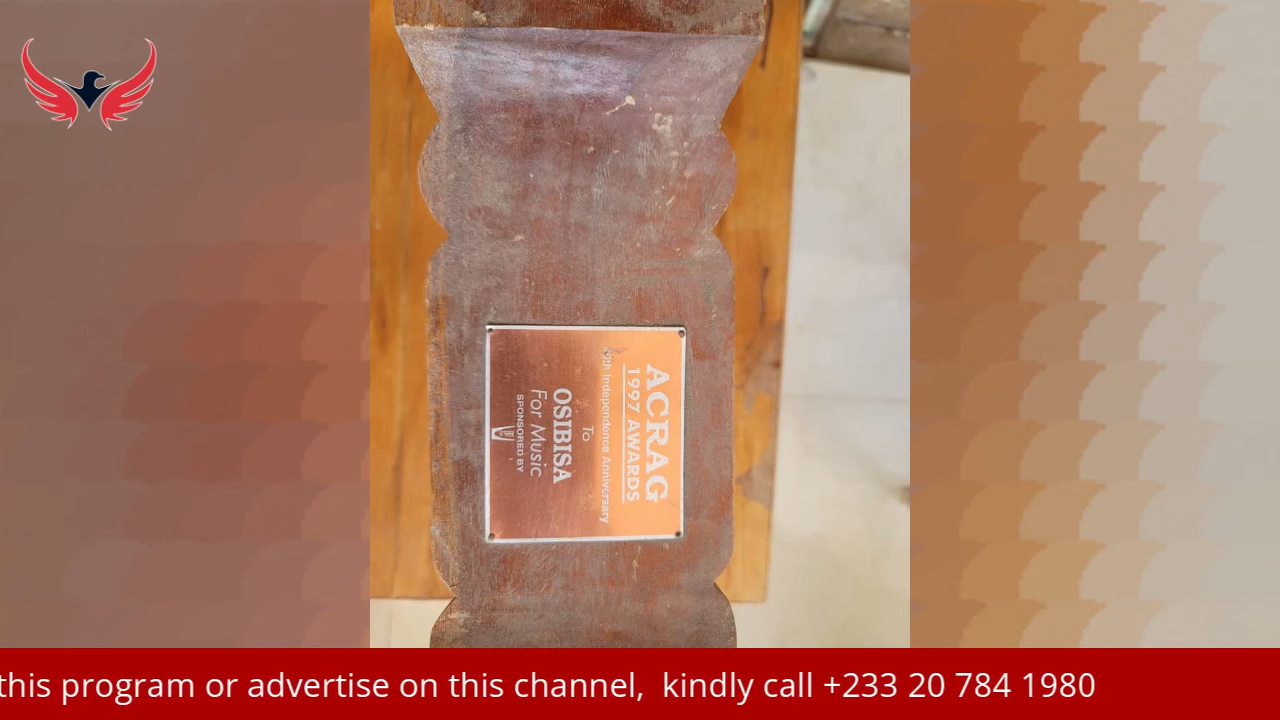 ACRAG
1997 AWARDS
Independence Anniversary
To
OSIBISA
For Music
SPONSORED BY
this program or advertise on this channel, kindly call +233 20 784 1980